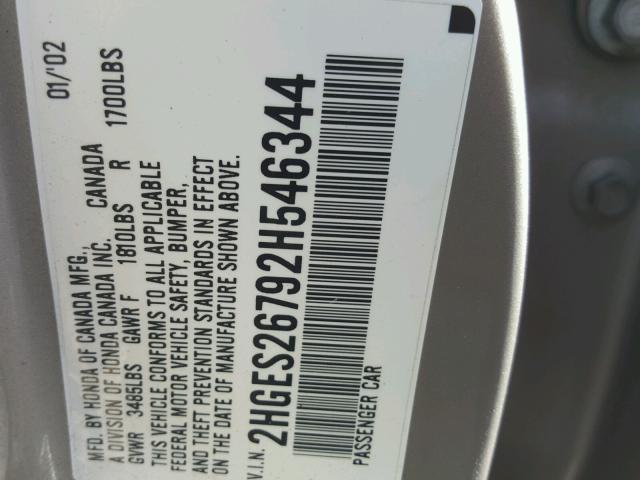 MFD. BY HONDA OF CANADA MFG., 01/'02
A DIVISION OF HONDA CANADA INC. CANADA
GVWR 3485LBS GAWR F 1810LBS R 1700LBS
THIS VEHICLE CONFORMS TO ALL APPLICABLE
FEDERAL MOTOR VEHICLE SAFETY, BUMPER,
AND THEFT PREVENTION STANDARDS IN EFFECT
ON THE DATE OF MANUFACTURE SHOWN ABOVE.
V.I.N. 2HGES26792H546344
PASSENGER CAR